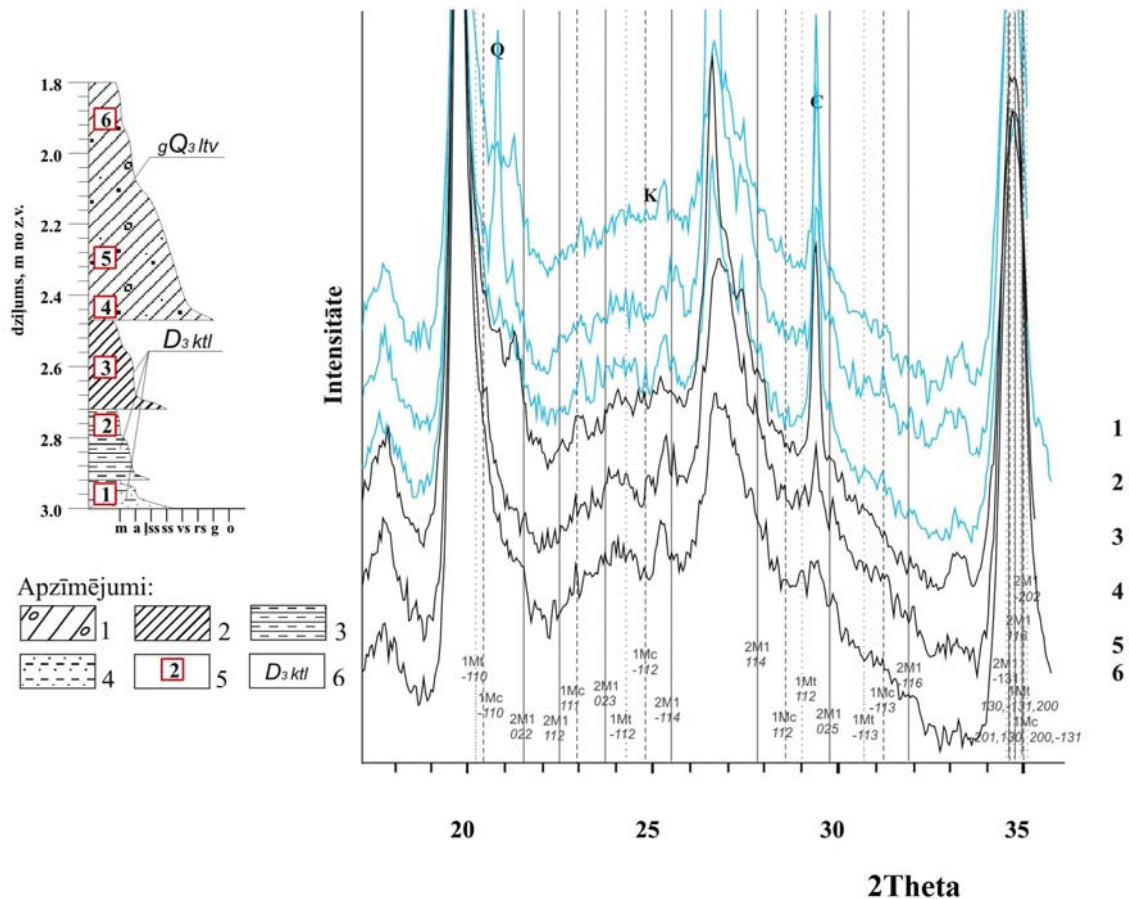 dziļums, m no z.v.
1.8
2.0
2.2
2.4
2.6
2.8
3.0
6
5
4
3
2
1
gQ3 ltv
D3 ktl
m a lss ss vs rs g o
Apzīmējumi:
1
2
3
4
2 5
D3 ktl 6
Intensitāte
Q
K
C
1
2
3
4
5
6
1Mt
-110
1Mc
-110
2M1
022
2M1
112
1Mc
111
2M1
023
1Mt
-112
1Mc
-112
2M1
-114
2M1
114
1Mc
112
1Mt
112
2M1
025
1Mt
-113
1Mc
-113
2M1
-116
2M1
-202
2M1
116
2M1
-131
1Mt
130,-131,200
1Mc
201,130, 200,-131
20
25
30
35
2Theta